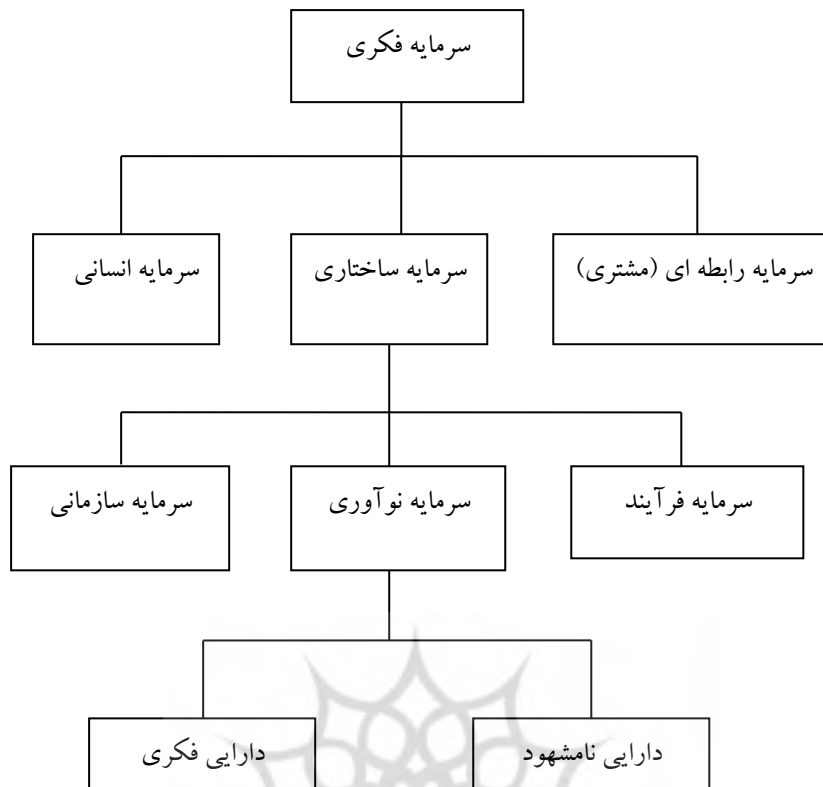 سرمایه فکری
سرمایه رابطه ای (مشتری)
سرمایه ساختاری
سرمایه انسانی
سرمایه فرآیند
سرمایه نوآوری
سرمایه سازمانی
دارایی نامشهود
دارایی فکری